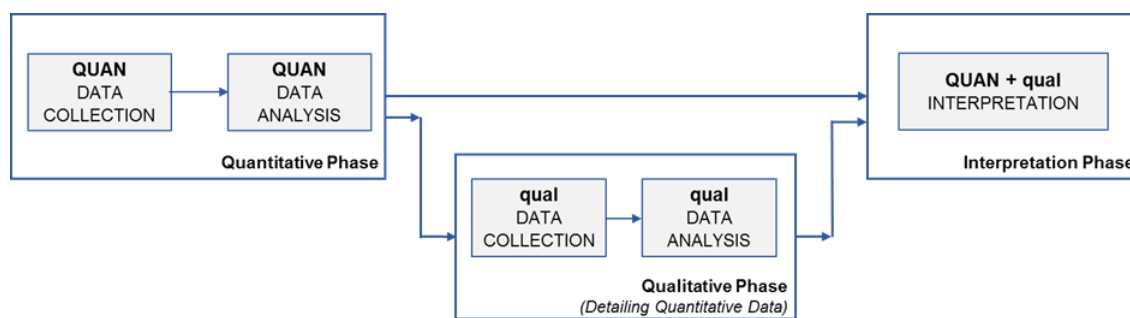 QUAN
DATA
COLLECTION
QUAN
DATA
ANALYSIS
Quantitative Phase
qual
DATA
COLLECTION
qual
DATA
ANALYSIS
Qualitative Phase
(Detailing Quantitative Data)
QUAN + qual
INTERPRETATION
Interpretation Phase